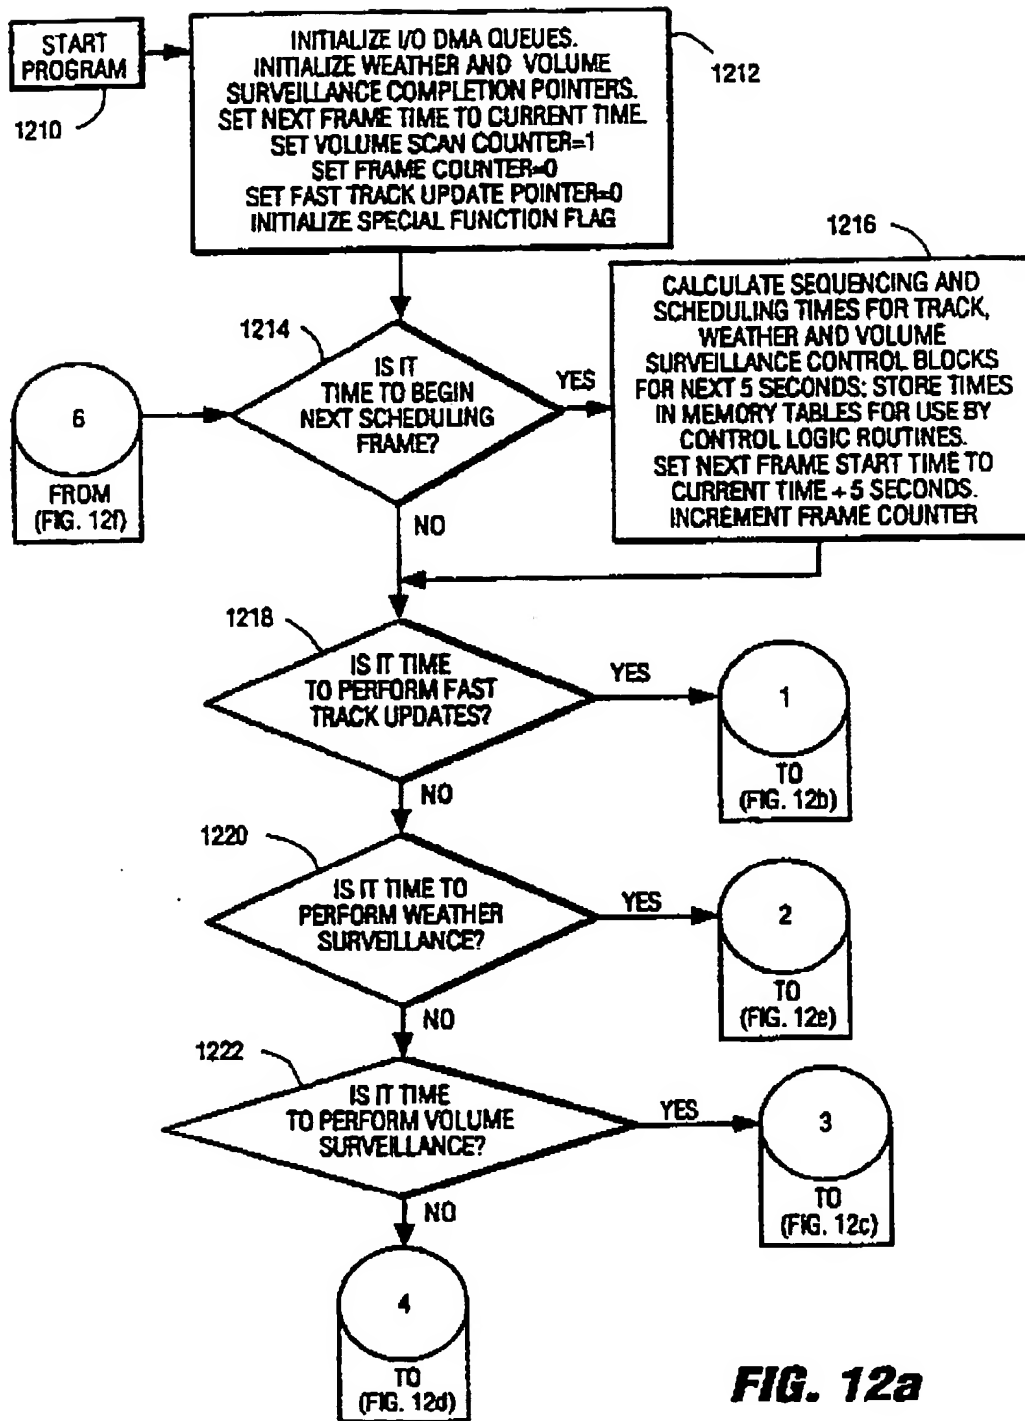 START
PROGRAM
1210
INITIALIZE I/O DMA QUEUES.
INITIALIZE WEATHER AND VOLUME
SURVEILLANCE COMPLETION POINTERS.
SET NEXT FRAME TIME TO CURRENT TIME.
SET VOLUME SCAN COUNTER=1
SET FRAME COUNTER=0
SET FAST TRACK UPDATE POINTER=0
INITIALIZE SPECIAL FUNCTION FLAG
1212
1214
IS IT
TIME TO BEGIN
NEXT SCHEDULING
FRAME?
YES
NO
1216
CALCULATE SEQUENCING AND
SCHEDULING TIMES FOR TRACK,
WEATHER AND VOLUME
SURVEILLANCE CONTROL BLOCKS
FOR NEXT 5 SECONDS: STORE TIMES
IN MEMORY TABLES FOR USE BY
CONTROL LOGIC ROUTINES.
SET NEXT FRAME START TIME TO
CURRENT TIME + 5 SECONDS.
INCREMENT FRAME COUNTER
6
FROM
(FIG. 12f)
1218
IS IT TIME
TO PERFORM FAST
TRACK UPDATES?
YES
NO
1
TO
(FIG. 12b)
1220
IS IT TIME TO
PERFORM WEATHER
SURVEILLANCE?
YES
NO
2
TO
(FIG. 12e)
1222
IS IT TIME
TO PERFORM VOLUME
SURVEILLANCE?
YES
NO
3
TO
(FIG. 12c)
4
TO
(FIG. 12d)
FIG. 12a